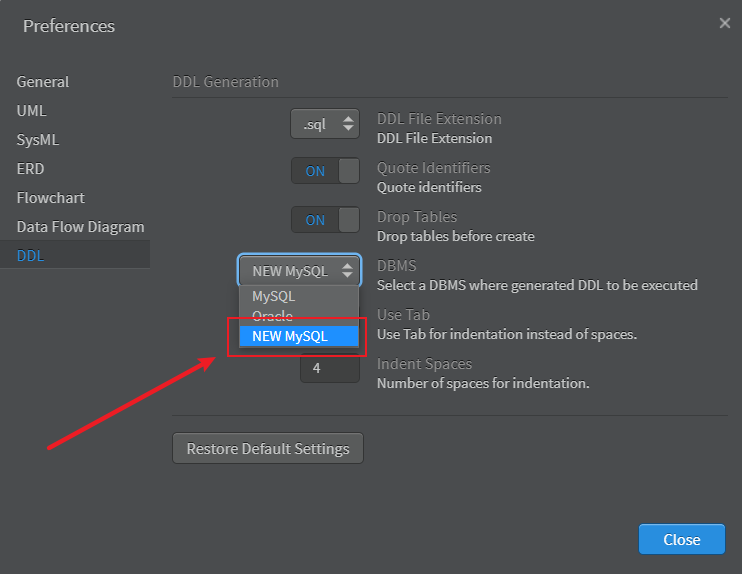 Preferences
General
UML
SysML
ERD
Flowchart
Data Flow Diagram
DDL
DDL Generation
.sql
DDL File Extension
DDL File Extension
ON
Quote Identifiers
Quote identifiers
ON
Drop Tables
Drop tables before create
NEW MySQL
DBMS
Select a DBMS where generated DDL to be executed
MySQL
Oracle
NEW MySQL
Use Tab
Use Tab for indentation instead of spaces.
4
Indent Spaces
Number of spaces for indentation.
Restore Default Settings
Close